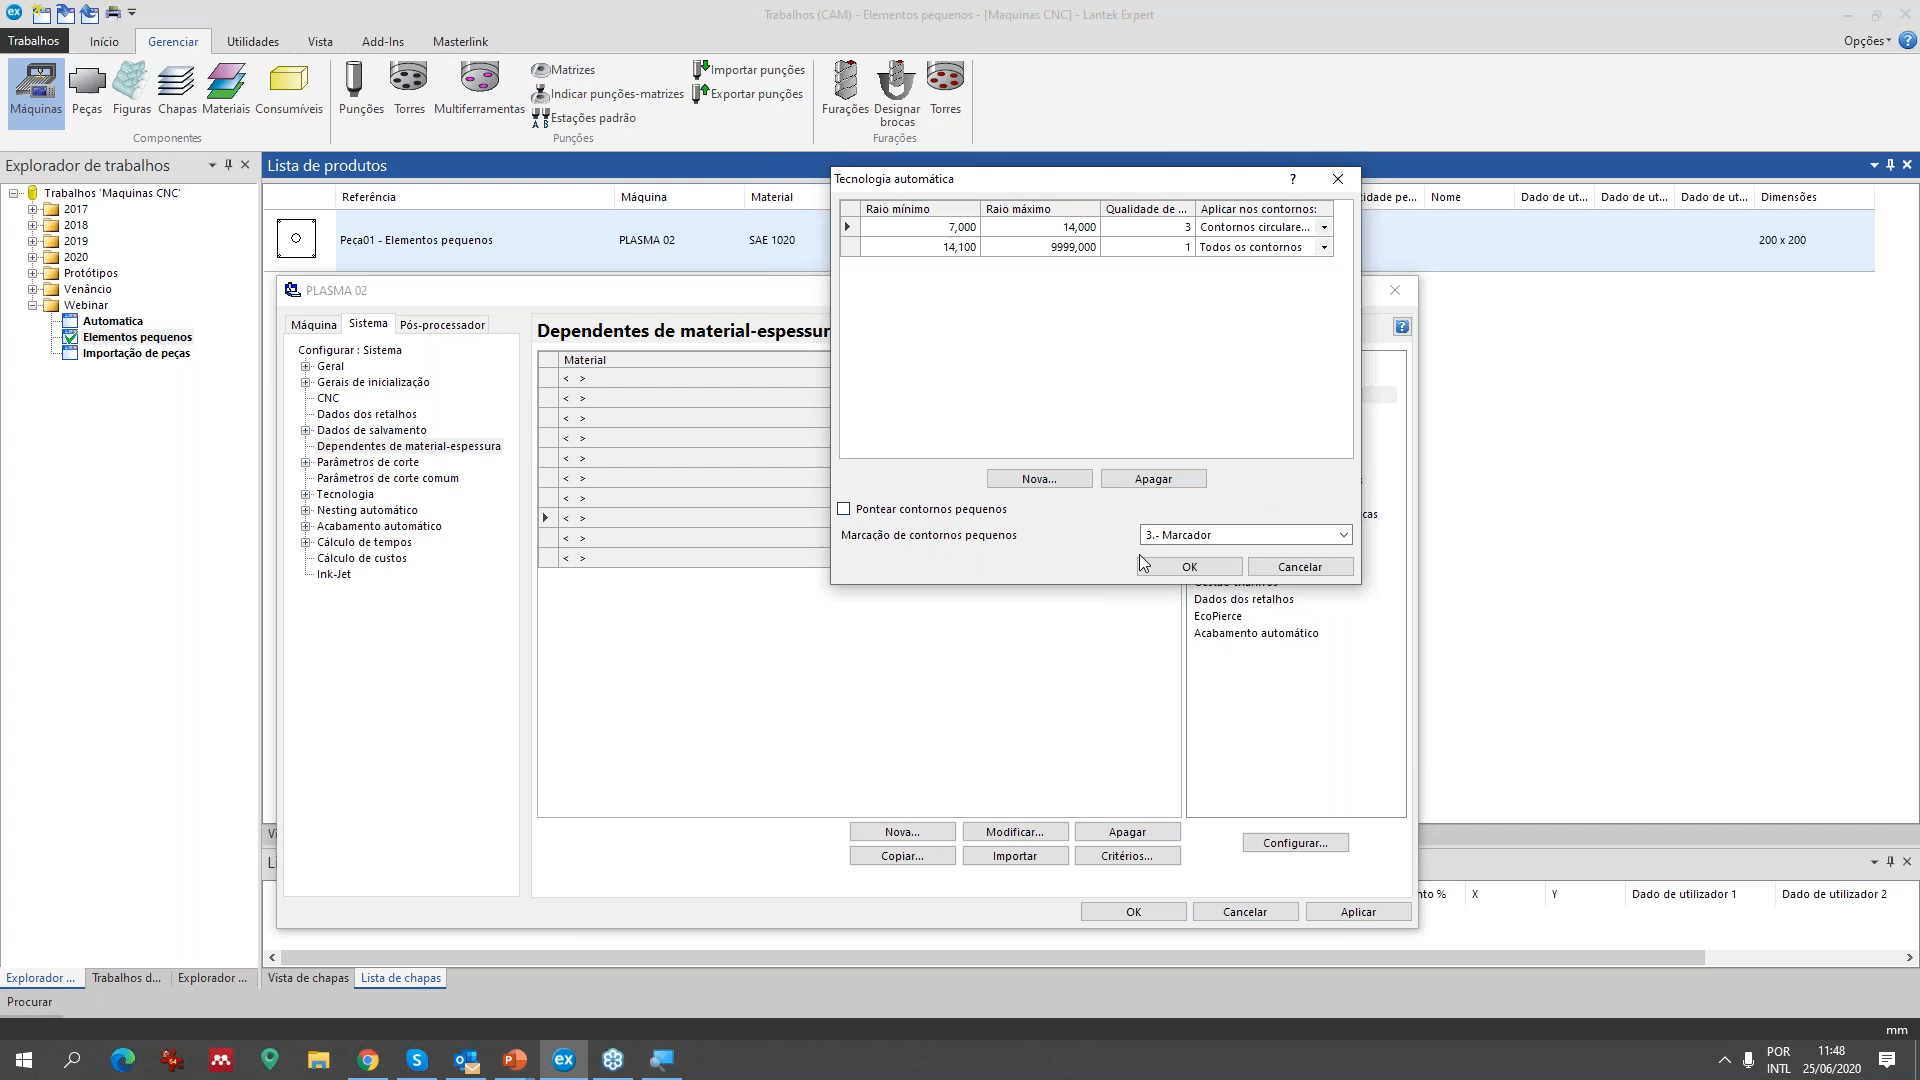 Trabalhos (CAM) - Elementos pequenos - [Maquinas CNC] - Lantek Expert
Trabalhos Início Gerenciar Utilidades Vista Add-Ins Masterlink Opções
Máquinas Peças Figuras Chapas Materiais Consumíveis
Componentes
Punções Torres Multiferramentas
Matrizes
Indicar punções-matrizes
Estações padrão
Importar punções
Exportar punções
Punções
Furações Designar brocas Torres
Furações
Explorador de trabalhos
Trabalhos 'Maquinas CNC'
2017
2018
2019
2020
Protótipos
Venâncio
Webinar
Automatica
Elementos pequenos
Importação de peças
Lista de produtos
Referência Máquina Material
Nome Dado de ut... Dado de ut... Dado de ut... Dimensões
Peça01 - Elementos pequenos PLASMA 02 SAE 1020 200 x 200
PLASMA 02
Máquina Sistema Pós-processador
Configurar : Sistema
Geral
Gerais de inicialização
CNC
Dados dos retalhos
Dados de salvamento
Dependentes de material-espessura
Parâmetros de corte
Parâmetros de corte comum
Tecnologia
Nesting automático
Acabamento automático
Cálculo de tempos
Cálculo de custos
Ink-Jet
Dependentes de material-espessur
Material
< >
< >
< >
< >
< >
< >
< >
< >
< >
< >
Tecnologia automática
Raio mínimo Raio máximo Qualidade de ... Aplicar nos contornos:
7,000 14,000 3 Contornos circulare...
14,100 9999,000 1 Todos os contornos
Nova... Apagar
Pontear contornos pequenos
Marcação de contornos pequenos 3.- Marcador
OK Cancelar
Dados dos retalhos
EcoPierce
Acabamento automático
Nova... Modificar... Apagar
Copiar... Importar Critérios...
Configurar...
OK Cancelar Aplicar
X Y Dado de utilizador 1 Dado de utilizador 2
Explorador ... Trabalhos d... Explorador ... Vista de chapas Lista de chapas
Procurar
mm
POR
INTL
11:48
25/06/2020